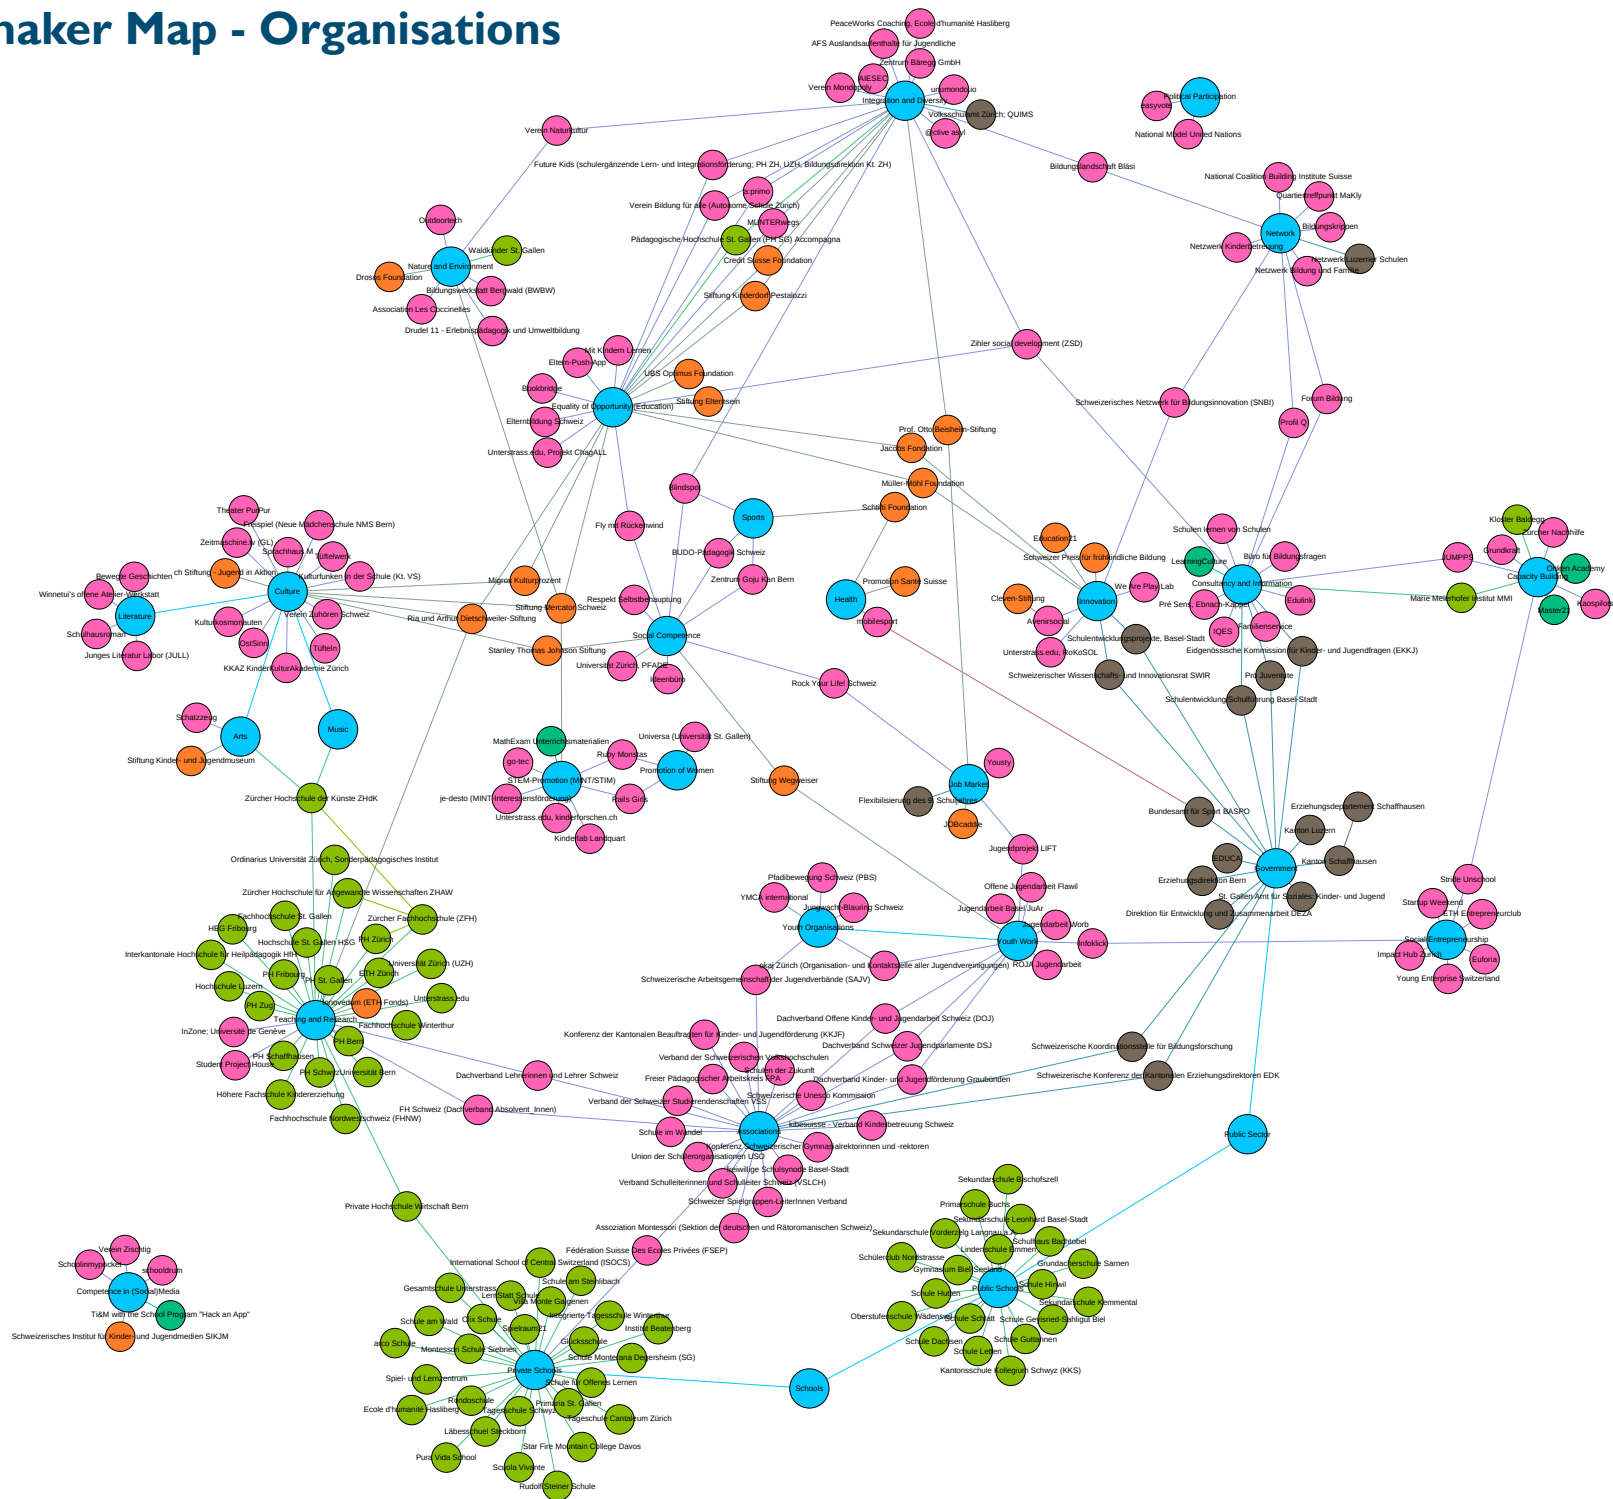 naker Map - Organisations
PeaceWorks Coaching, Ecole d'humanité Hasliberg
AFS Auslandsaufenthalte für Jugendliche
Zentrum Bäregg GmbH
AIESEC
Verein Mondopoly
unumondo.io
Integration and Diversity
Volksschulamt Zürich; QUIMS
@ctive asyl
Political Participation
easyvote
National Model United Nations
Verein Naturkultur
Future Kids (schulergänzende Lern- und Integrationsförderung; PH ZH, UZH, Bildungsdirektion Kt. ZH)
Bildungslandschaft Bläsi
National Coalition Building Institute Suisse
Quartiertreffpunkt MaKly
a:primo
Verein Bildung für alle (Autonome Schule Zürich)
MUNTERwegs
Pädagogische Hochschule St. Gallen (PH SG) Accompagna
Credit Suisse Foundation
Stiftung Kinderdorf Pestalozzi
Bildungskrippen
Network
Netzwerk Kinderbetreuung
Netzwerk Luzerner Schulen
Netzwerk Bildung und Familie
Outdoortech
Waldkinder St. Gallen
Nature and Environment
Drosos Foundation
Bildungswerkstatt Bergwald (BWBW)
Association Les Coccinelles
Drudel 11 - Erlebnispädagogik und Umweltbildung
Zihler social development (ZSD)
Mit Kindern Lernen
Eltern-Push-App
UBS Optimus Foundation
Bookbridge
Stiftung Elternsein
Equality of Opportunity (Education)
Elternbildung Schweiz
Unterstrass.edu, Projekt ChagALL
Schweizerisches Netzwerk für Bildungsinnovation (SNBI)
Forum Bildung
Profil Q
Prof. Otto Beisheim-Stiftung
Jacobs Fondation
Müller-Möhl Foundation
Schtifti Foundation
Blindspot
Sports
Fly mit Rückenwind
BUDO-Pädagogik Schweiz
Zentrum Goju Kan Bern
Theater PurPur
Freispiel (Neue Mädchenschule NMS Bern)
Zeitmaschine.tv (GL)
Sprachhaus M
Tüftelwerk
ch Stiftung - Jugend in Aktion
Kulturfunken in der Schule (Kt. VS)
Bewegte Geschichten
Culture
Winnetui's offene Atelier-Werkstatt
Literature
Verein Zuhören Schweiz
Kulturkosmonauten
Schulhausroman
OstSinn
Tüfteln
Junges Literatur Labor (JULL)
KKAZ KinderKulturAkademie Zürich
Migros Kulturprozent
Stiftung Mercator Schweiz
Ria und Arthur Dietschweiler-Stiftung
Stanley Thomas Johnson Stiftung
Respekt Selbstbehauptung
Social Competence
Universität Zürich, PFADE
Ideenbüro
Health
Promotion Santé Suisse
mobilesport
Rock Your Life! Schweiz
Education21
Schweizer Preis für frühkindliche Bildung
We Are Play Lab
Cleven-Stiftung
Innovation
Avenirsocial
Unterstrass.edu, RoKoSOL
Schulentwicklungsprojekte, Basel-Stadt
Schweizerischer Wissenschafts- und Innovationsrat SWIR
Schulen lernen von Schulen
LearningCulture
Büro für Bildungsfragen
Consultancy and Information
Pré Sens, Ebnach-Kappel
Edulink
IQES
Familienservice
Eidgenössische Kommission für Kinder- und Jugendfragen (EKKJ)
Pro Juventute
Schulentwicklung/Schulführung Basel-Stadt
Kloster Baldegg
Zürcher Nachhilfe
Grundkraft
JUMPPS
Onken Academy
Capacity Building
Marie Meierhofer Institut MMI
Master21
Kaospilots
Schatzzeug
Arts
Music
Stiftung Kinder- und Jugendmuseum
Zürcher Hochschule der Künste ZHdK
MathExam Unterrichtsmaterialien
Universa (Universität St. Gallen)
go-tec
Ruby Monstas
Promotion of Women
STEM-Promotion (MINT/STIM)
je-desto (MINT-Interessensförderung)
Rails Girls
Unterstrass.edu, kinderforschen.ch
Kinderlab Landquart
Stiftung Wegweiser
Yousty
Job Market
Flexibilisierung des 9. Schuljahres
JOBcaddie
Jugendprojekt LIFT
Bundesamt für Sport BASPO
Erziehungsdepartement Schaffhausen
Kanton Luzern
Kanton Schaffhausen
EDUCA
Government
Erziehungsdirektion Bern
St. Gallen Amt für Soziales: Kinder- und Jugend
Direktion für Entwicklung und Zusammenarbeit DEZA
Ordinarius Universität Zürich, Sonderpädagogisches Institut
Zürcher Hochschule für Angewandte Wissenschaften ZHAW
Fachhochschule St. Gallen
Zürcher Fachhochschule (ZFH)
HEG Fribourg
Hochschule St. Gallen HSG
PH Zürich
Interkantonale Hochschule für Heilpädagogik HfH
PH Fribourg
PH St. Gallen
ETH Zürich
Universität Zürich (UZH)
Hochschule Luzern
PH Zug
Innovedum (ETH Fonds)
Unterstrass.edu
Teaching and Research
Fachhochschule Winterthur
InZone; Université de Genève
PH Bern
PH Schaffhausen
Student Project House
PH Schwyz
Universität Bern
Höhere Fachschule Kindererziehung
Fachhochschule Nordwestschweiz (FHNW)
Pfadibewegung Schweiz (PBS)
YMCA international
Jungwacht Blauring Schweiz
Youth Organisations
Offene Jugendarbeit Flawil
Jugendarbeit Basel JuAr
Jugendarbeit Worb
Youth Work
Infoklick
ROJA Jugendarbeit
okaj Zürich (Organisation- und Kontaktstelle aller Jugendvereinigungen)
Schweizerische Arbeitsgemeinschaft der Jugendverbände (SAJV)
Stride Unschool
Startup Weekend
ETH Entrepreneurclub
Social Entrepreneurship
Impact Hub Zürich
Euforia
Young Enterprise Switzerland
Dachverband Offene Kinder- und Jugendarbeit Schweiz (DOJ)
Konferenz der Kantonalen Beauftragten für Kinder- und Jugendförderung (KKJF)
Dachverband Schweizer Jugendparlamente DSJ
Schweizerische Koordinationsstelle für Bildungsforschung
Verband der Schweizerischen Volkshochschulen
Schulen der Zukunft
Dachverband Lehrerinnen und Lehrer Schweiz
Freier Pädagogischer Arbeitskreis FPA
Dachverband Kinder- und Jugendförderung Graubünden
Schweizerische Konferenz der Kantonalen Erziehungsdirektoren EDK
Schweizerische Unesco Kommission
Verband der Schweizer Studierendenschaften VSS
FH Schweiz (Dachverband Absolvent_Innen)
kibesuisse - Verband Kinderbetreuung Schweiz
Schule im Wandel
Associations
Konferenz Schweizerischer Gymnasialrektorinnen und -rektoren
Union der Schülerorganisationen USO
Freiwillige Schulsynode Basel-Stadt
Verband Schulleiterinnen und Schulleiter Schweiz (VSLCH)
Schweizer Spielgruppen-LeiterInnen Verband
Assoziation Montessori (Sektion der deutschen und Rätoromanischen Schweiz)
Fédération Suisse Des Ecoles Privées (FSEP)
Public Sector
Private Hochschule Wirtschaft Bern
Verein Zischtig
Schoolinmypocket
schooldrum
Competence in (Social)Media
Ti&M with the School Program "Hack an App"
Schweizerisches Institut für Kinder- und Jugendmedien SIKJM
International School of Central Switzerland (ISOCS)
Gesamtschule Unterstrass
Schule am Steinlibach
LernStatt Schule
Villa Monte Galgenen
Schule am Wald
Clix Schule
Spielraum21
Integrierte Tagesschule Winterthur
Institut Beatenberg
Glücksschule
arco Schule
Montessori Schule Siebnen
Schule Monterana Degersheim (SG)
Private Schools
Spiel- und Lernzentrum
Schule für Offenes Lernen
Rondoschule
Primaria St. Gallen
Ecole d'humanité Hasliberg
Tagesschule Schwyz
Tageschule Cantaleum Zürich
Läbesschuel Steckborn
Star Fire Mountain College Davos
Pura Vida School
Scuola Vivante
Rudolf Steiner Schule
Schools
Sekundarschule Bischofszell
Primarschule Buchs
Sekundarschule Leonhard Basel-Stadt
Sekundarschule Vorderzelg Langnau a.A.
Schulhaus Bachtobel
Lindenschule Emmen
Schülerclub Nordstrasse
Grundacherschule Sarnen
Gymnasium Biel-Seeland
Schule Hinwil
Public Schools
Schule Hutten
Sekundarschule Kemmental
Oberstufenschule Wädenswil
Schule Schlatt
Schule Geyisried-Sahligut Biel
Schule Dachsen
Schule Guttannen
Schule Letten
Kantonsschule Kollegium Schwyz (KKS)